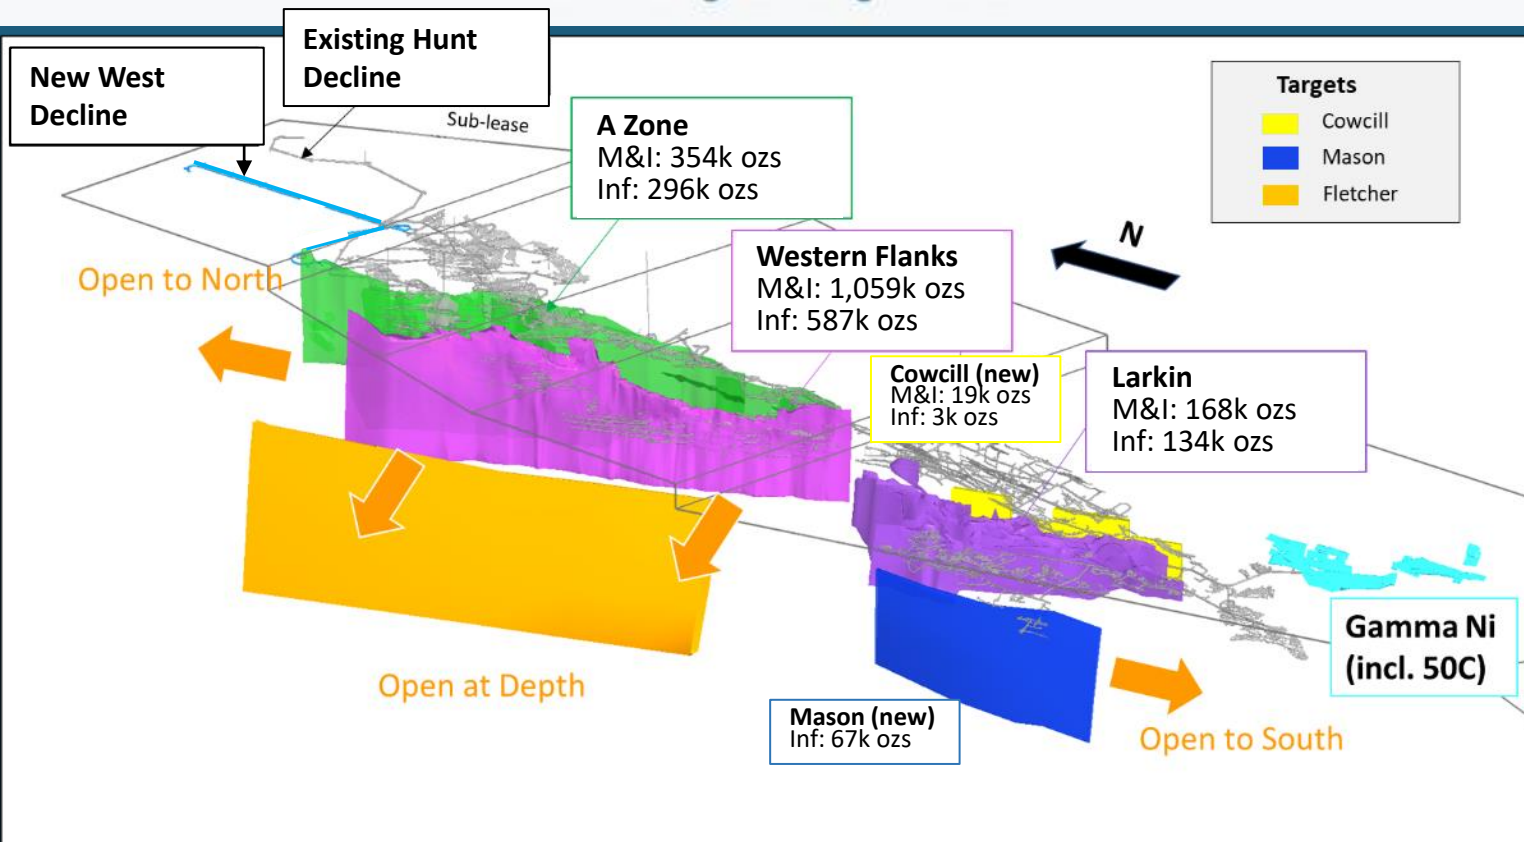 Existing Hunt
Decline
New West
Decline
Sub-lease
A Zone
M&I: 354k ozs
Inf: 296k ozs
Targets
Cowcill
Mason
Fletcher
N
Western Flanks
M&I: 1,059k ozs
Inf: 587k ozs
Open to North
Cowcill (new)
M&I: 19k ozs
Inf: 3k ozs
Larkin
M&I: 168k ozs
Inf: 134k ozs
Gamma Ni
(incl. 50C)
Open at Depth
Mason (new)
Inf: 67k ozs
Open to South